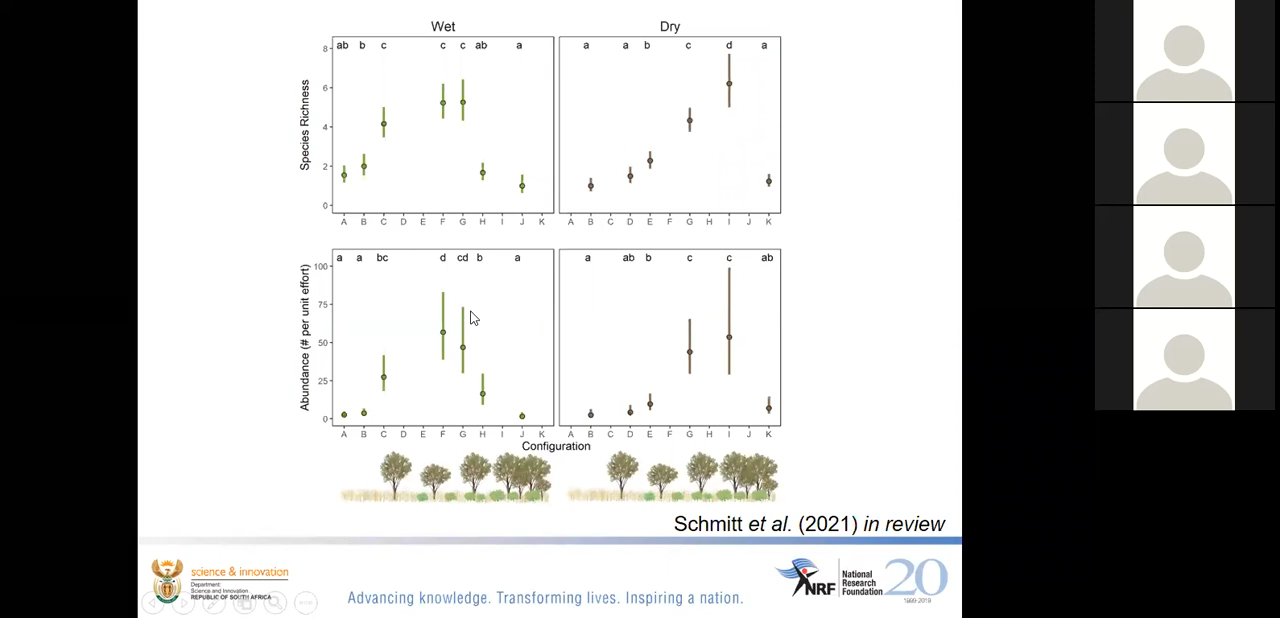 Wet Dry
Species Richness
ab b c c c ab a
a a b c d a
8
6
4
2
0
A B C D E F G H I J K
A B C D E F G H I J K
Abundance (# per unit effort)
a a bc d cd b a
a ab b c c ab
100
75
50
25
0
A B C D E F G H I J K
A B C D E F G H I J K
Configuration
Schmitt et al. (2021) in review
science & innovation
Department:
Science and Innovation
REPUBLIC OF SOUTH AFRICA
Advancing knowledge. Transforming lives. Inspiring a nation.
NRF
National
Research
Foundation
20
1999-2019